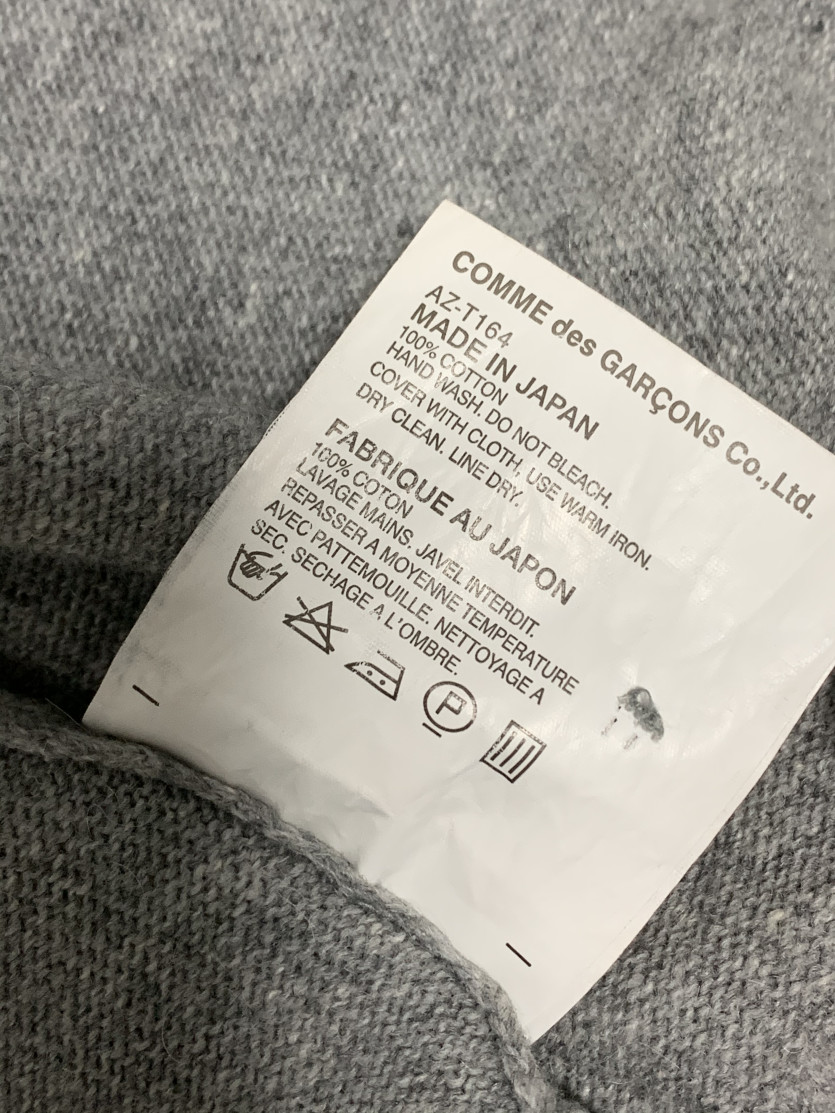 COMME des GARÇONS Co.,Ltd.
AZ-T164
MADE IN JAPAN
100% COTTON
HAND WASH. DO NOT BLEACH.
COVER WITH CLOTH, USE WARM IRON.
DRY CLEAN. LINE DRY.
FABRIQUE AU JAPON
100% COTON
LAVAGE MAINS. JAVEL INTERDIT.
REPASSER A MOYENNE TEMPERATURE
AVEC PATTEMOUILLE. NETTOYAGE A
SEC. SECHAGE A L'OMBRE.
P